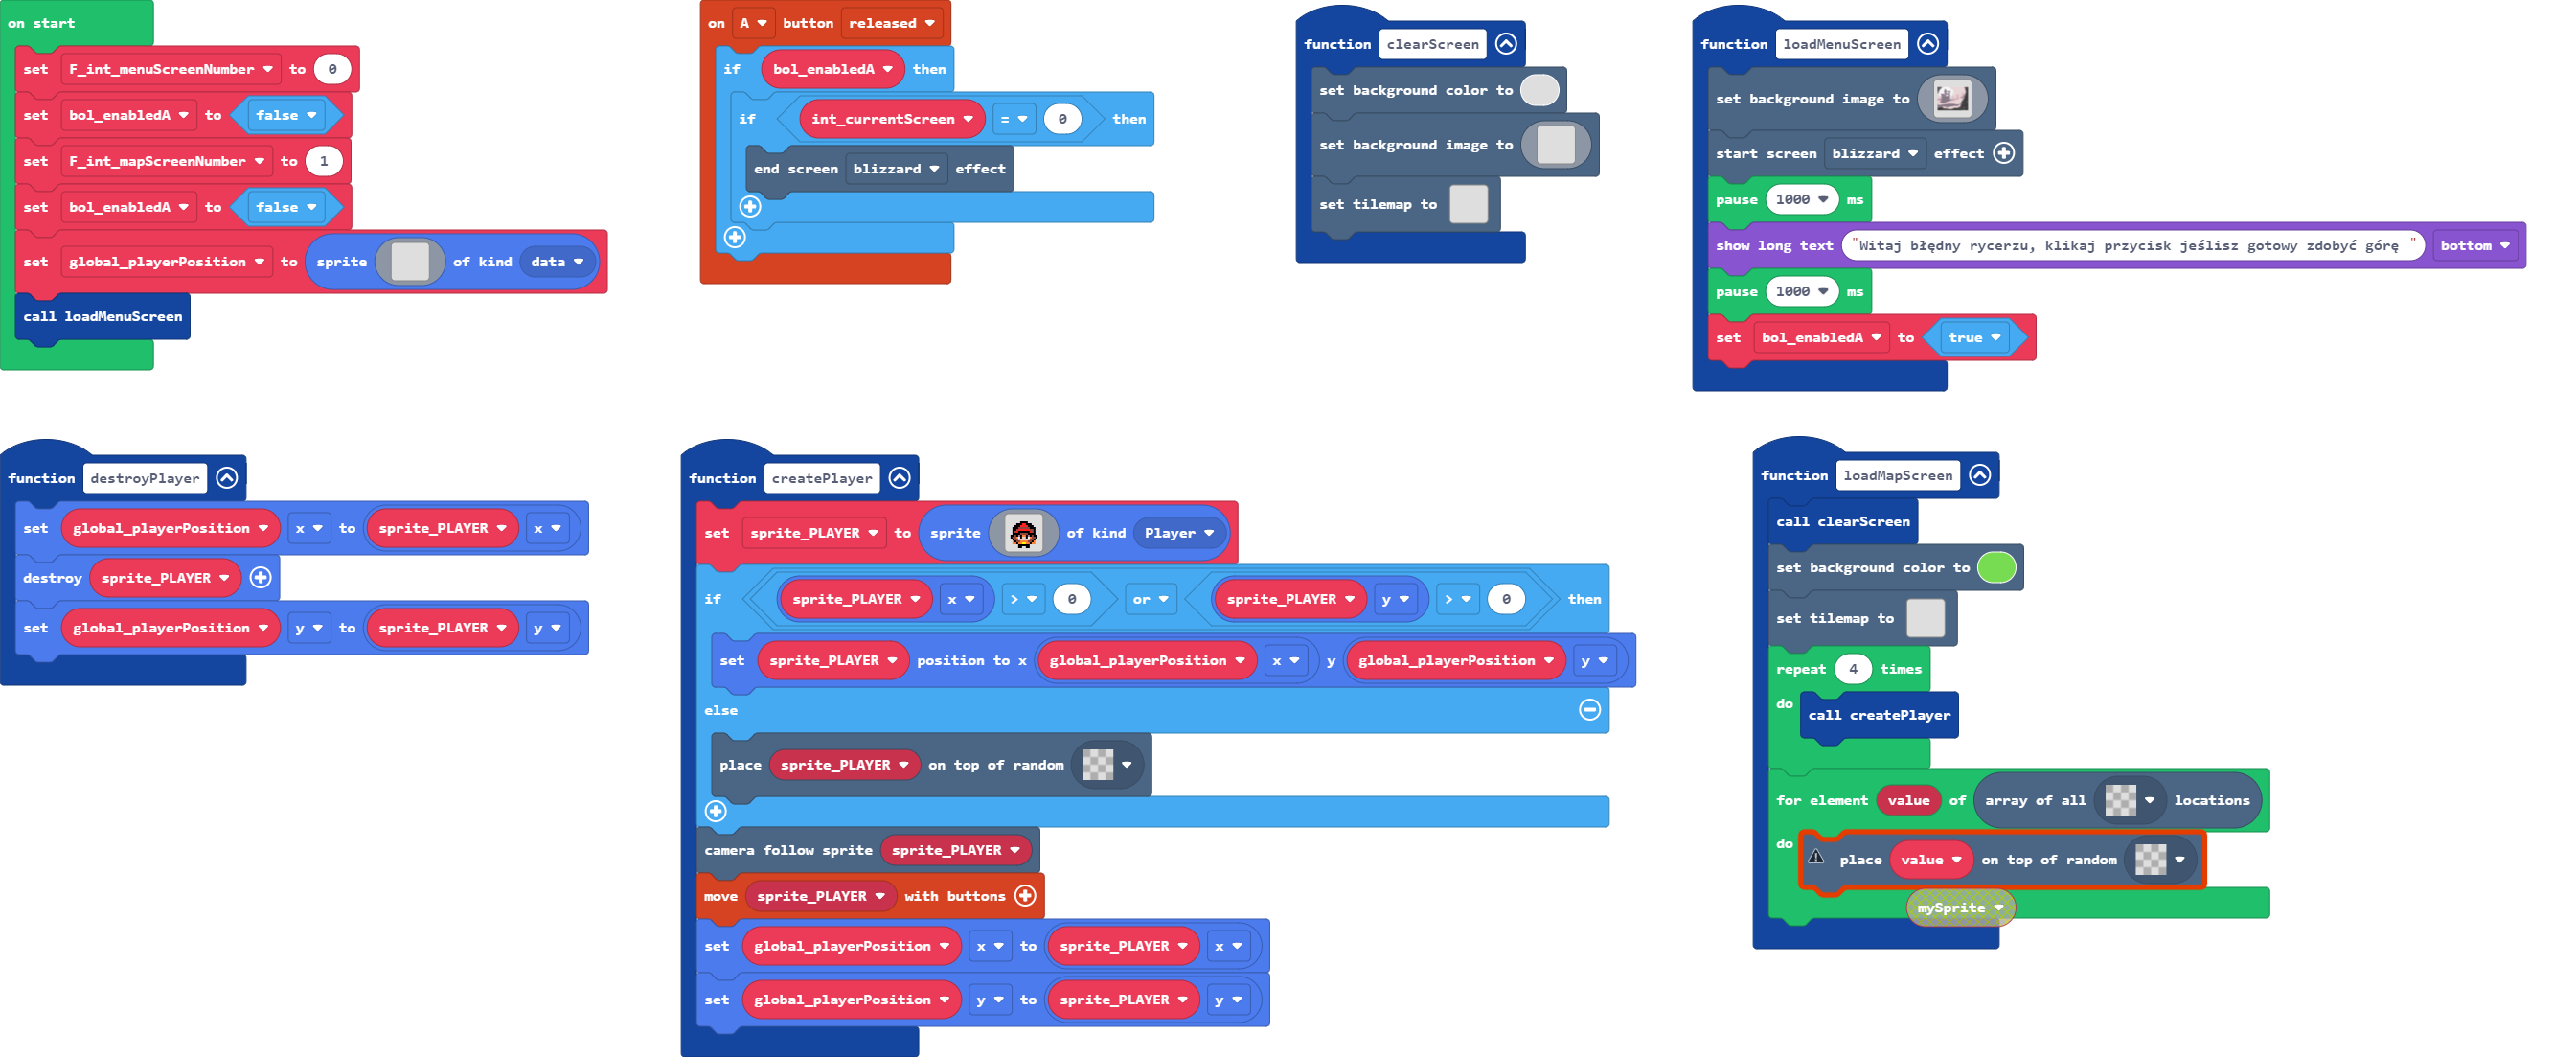 on start
set F_int_menuScreenNumber to 0
set bol_enabledA to false
set F_int_mapScreenNumber to 1
set bol_enabledA to false
set global_playerPosition to sprite of kind data
call loadMenuScreen
on A button released
if bol_enabledA then
if int_currentScreen = 0 then
end screen blizzard effect
function clearScreen
set background color to
set background image to
set tilemap to
function loadMenuScreen
set background image to
start screen blizzard effect
pause 1000 ms
show long text "Witaj błędny rycerzu, klikaj przycisk jeślisz gotowy zdobyć górę " bottom
pause 1000 ms
set bol_enabledA to true
function destroyPlayer
set global_playerPosition x to sprite_PLAYER x
destroy sprite_PLAYER
set global_playerPosition y to sprite_PLAYER y
function createPlayer
set sprite_PLAYER to sprite of kind Player
if sprite_PLAYER x > 0 or sprite_PLAYER y > 0 then
set sprite_PLAYER position to x global_playerPosition x y global_playerPosition y
else
place sprite_PLAYER on top of random
camera follow sprite sprite_PLAYER
move sprite_PLAYER with buttons
set global_playerPosition x to sprite_PLAYER x
set global_playerPosition y to sprite_PLAYER y
function loadMapScreen
call clearScreen
set background color to
set tilemap to
repeat 4 times
do call createPlayer
for element value of array of all locations
do place value on top of random
mySprite